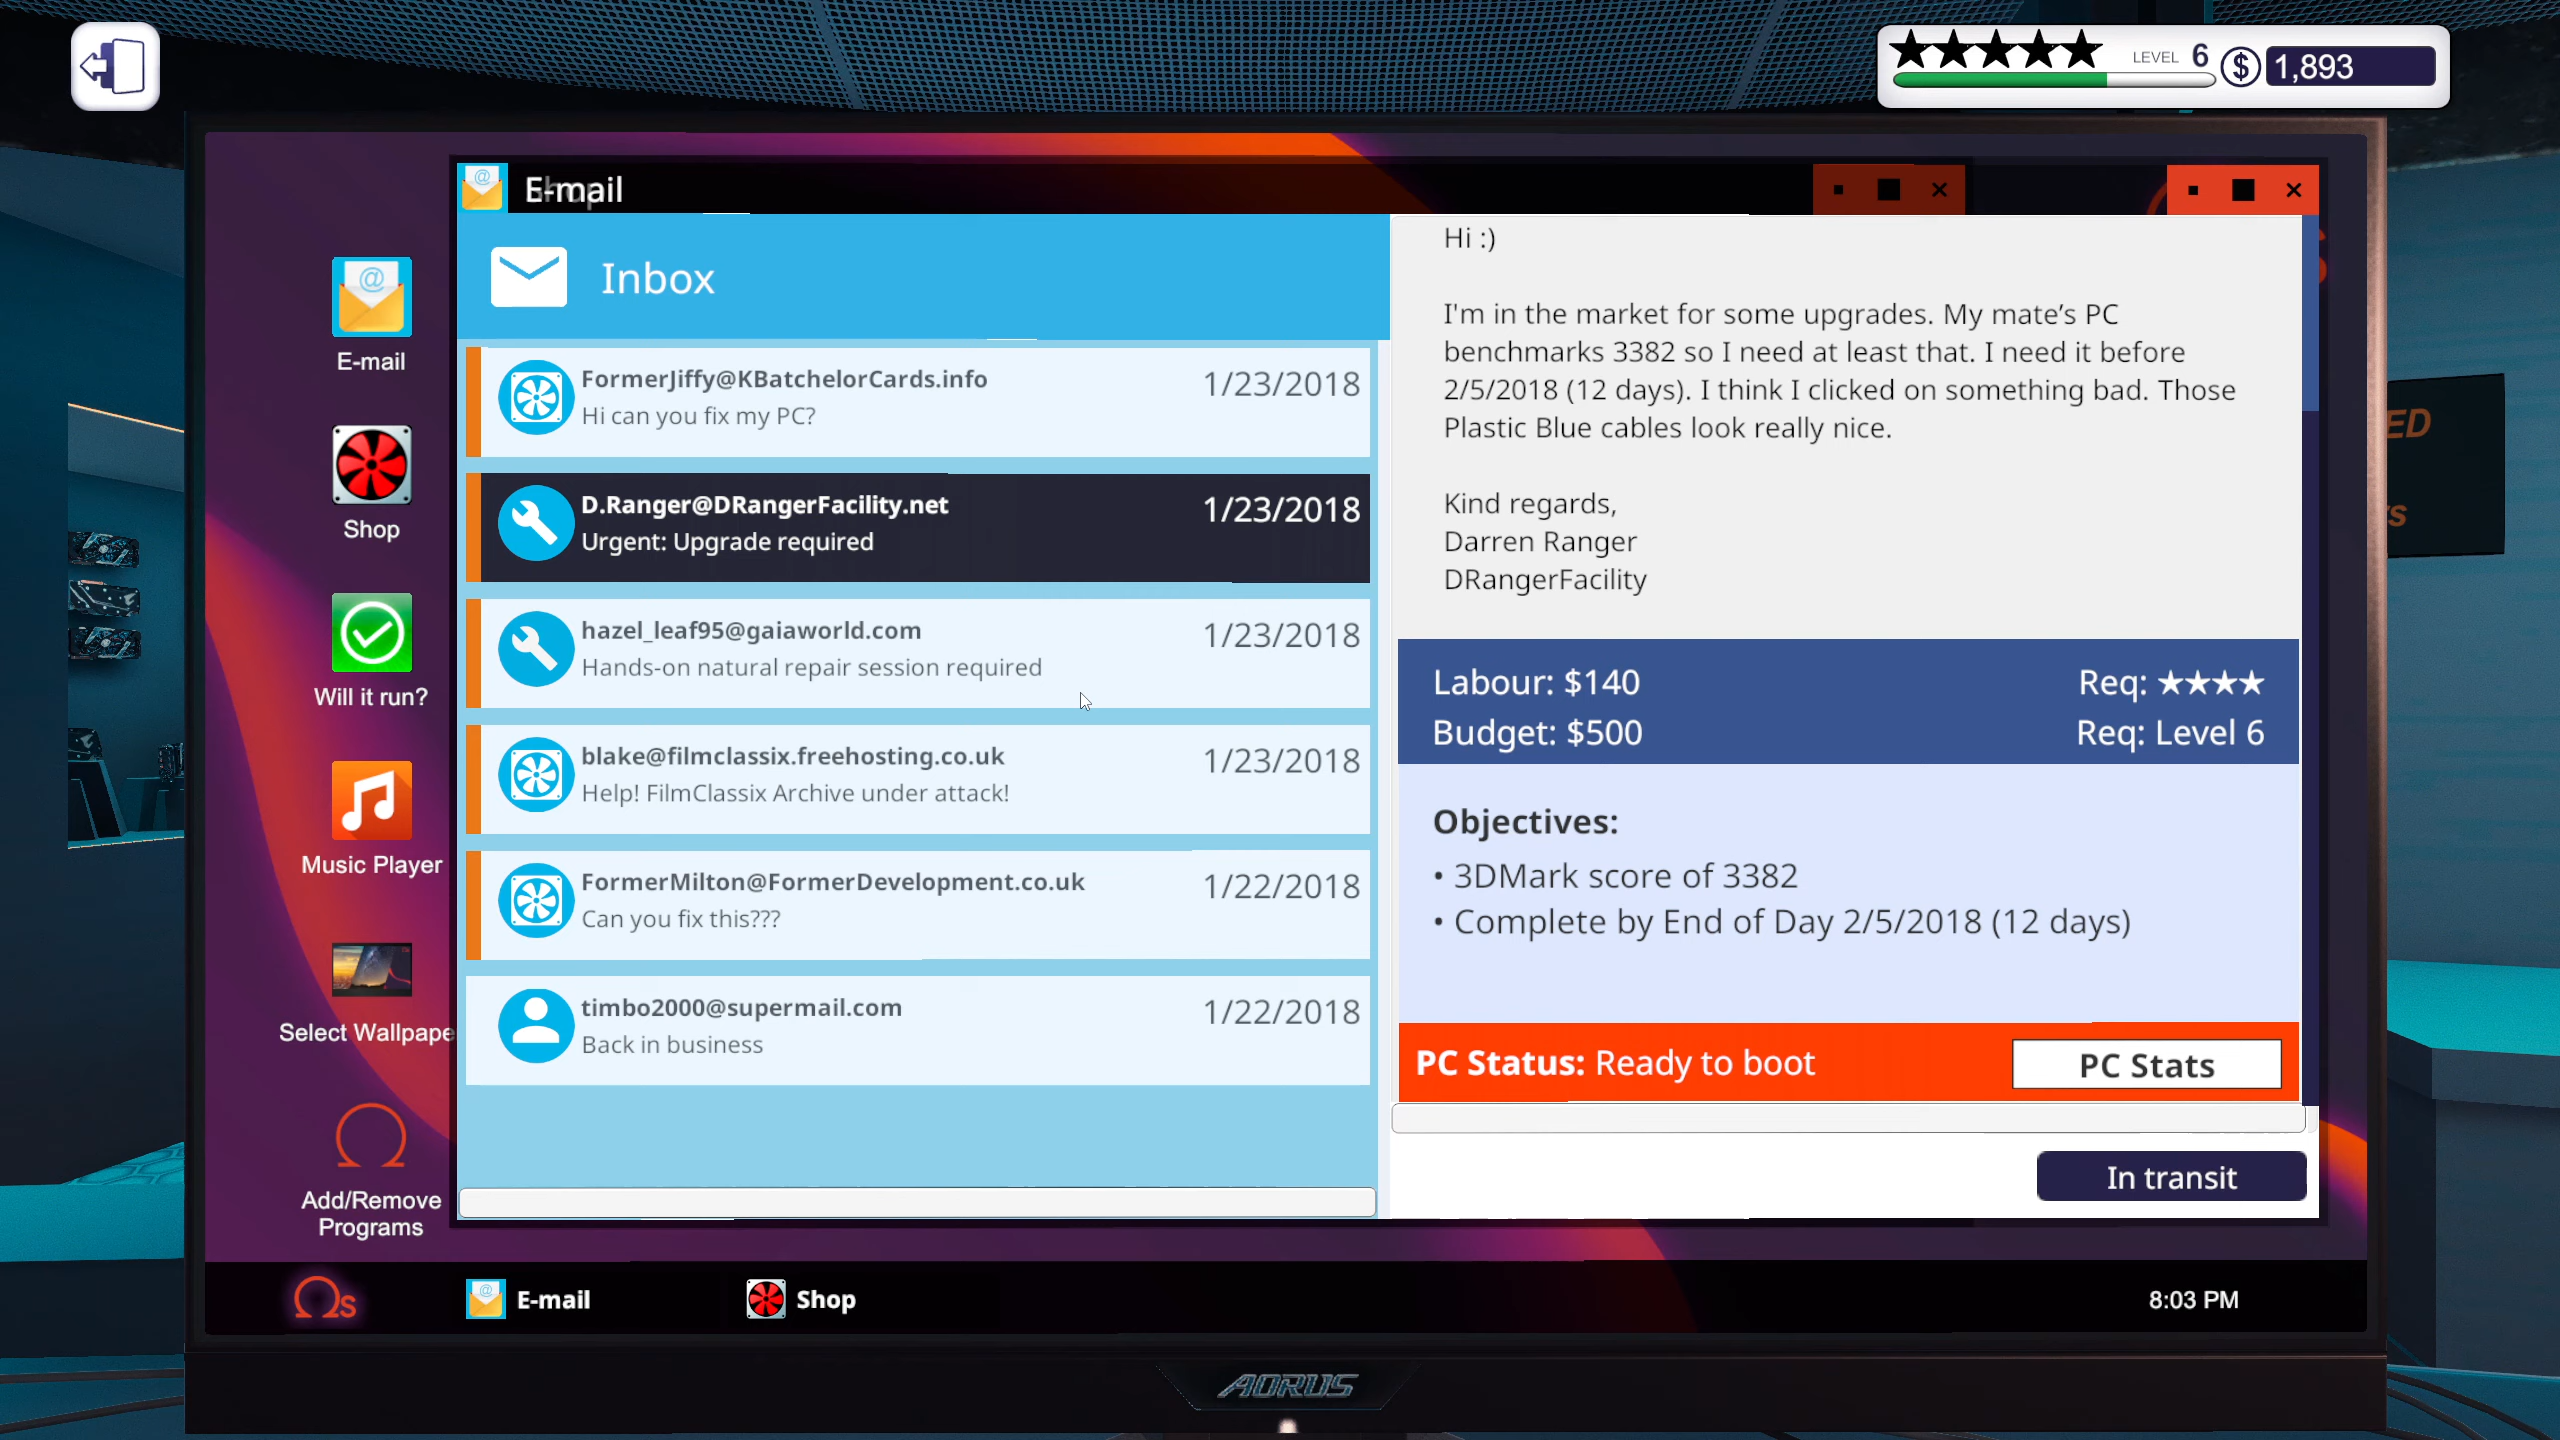 LEVEL 6
1,893
E-mail
Inbox
FormerJiffy@KBatchelorCards.info
1/23/2018
Hi can you fix my PC?
D.Ranger@DRangerFacility.net
1/23/2018
Urgent: Upgrade required
hazel_leaf95@gaiaworld.com
1/23/2018
Hands-on natural repair session required
blake@filmclassix.freehosting.co.uk
1/23/2018
Help! FilmClassix Archive under attack!
FormerMilton@FormerDevelopment.co.uk
1/22/2018
Can you fix this???
timbo2000@supermail.com
1/22/2018
Back in business
Hi :)
I'm in the market for some upgrades. My mate’s PC
benchmarks 3382 so I need at least that. I need it before
2/5/2018 (12 days). I think I clicked on something bad. Those
Plastic Blue cables look really nice.
Kind regards,
Darren Ranger
DRangerFacility
Labour: $140
Req: ★★★★
Budget: $500
Req: Level 6
Objectives:
• 3DMark score of 3382
• Complete by End of Day 2/5/2018 (12 days)
PC Status: Ready to boot
PC Stats
In transit
E-mail
Shop
Will it run?
Music Player
Select Wallpape
Add/Remove
Programs
E-mail
Shop
8:03 PM
AORUS